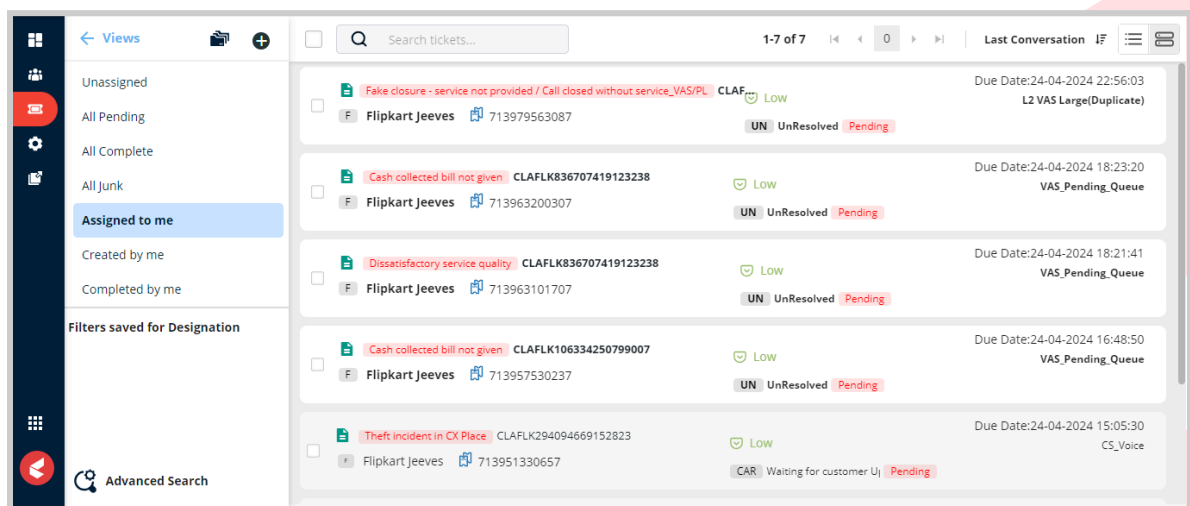 Views
Unassigned
All Pending
All Complete
All Junk
Assigned to me
Created by me
Completed by me
Filters saved for Designation
Advanced Search
Search tickets...
1-7 of 7
0
Last Conversation
Fake closure - service not provided / Call closed without service_VAS/PL CLAF...
F Flipkart Jeeves 713979563087
Low
UN UnResolved Pending
Due Date:24-04-2024 22:56:03
L2 VAS Large(Duplicate)
Cash collected bill not given CLAFLK836707419123238
F Flipkart Jeeves 713963200307
Low
UN UnResolved Pending
Due Date:24-04-2024 18:23:20
VAS_Pending_Queue
Dissatisfactory service quality CLAFLK836707419123238
F Flipkart Jeeves 713963101707
Low
UN UnResolved Pending
Due Date:24-04-2024 18:21:41
VAS_Pending_Queue
Cash collected bill not given CLAFLK106334250799007
F Flipkart Jeeves 713957530237
Low
UN UnResolved Pending
Due Date:24-04-2024 16:48:50
VAS_Pending_Queue
Theft incident in CX Place CLAFLK294094669152823
F Flipkart Jeeves 713951330657
Low
CAR Waiting for customer Pending
Due Date:24-04-2024 15:05:30
CS_Voice